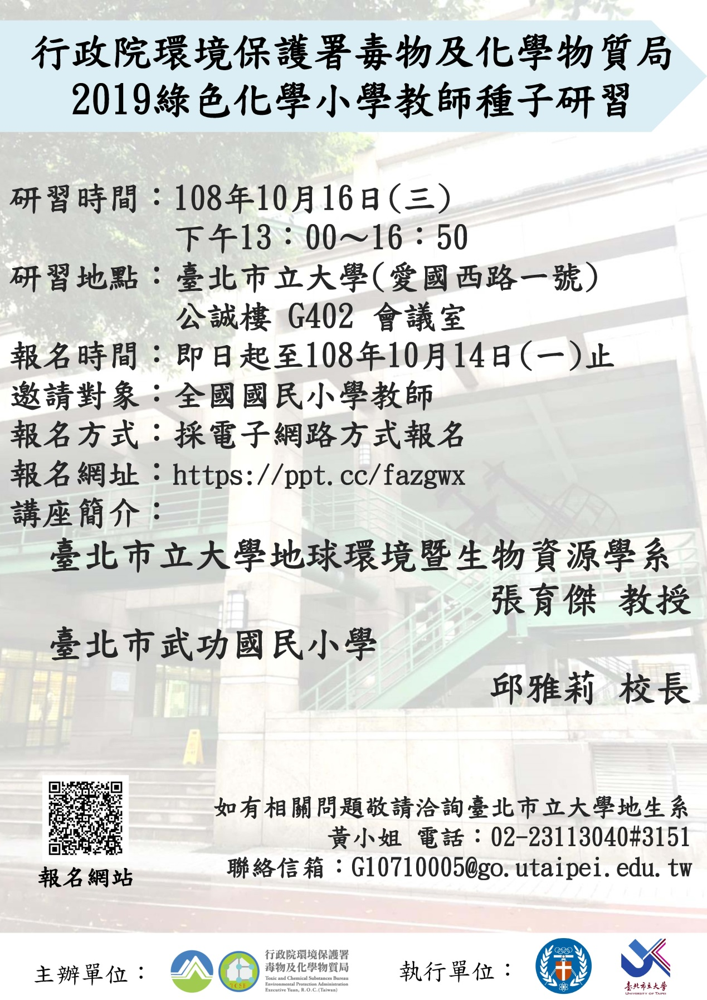 行政院環境保護署毒物及化學物質局
2019綠色化學小學教師種子研習
研習時間：108年10月16日(三)
下午13：00～16：50
研習地點：臺北市立大學(愛國西路一號)
公誠樓 G402 會議室
報名時間：即日起至108年10月14日(一)止
邀請對象：全國國民小學教師
報名方式：採電子網路方式報名
報名網址：https://ppt.cc/fazgwx
講座簡介：
臺北市立大學地球環境暨生物資源學系
張育傑 教授
臺北市武功國民小學
邱雅莉 校長
如有相關問題敬請洽詢臺北市立大學地生系
黃小姐 電話：02-23113040#3151
聯絡信箱：G10710005@go.utaipei.edu.tw
報名網站
主辦單位：
TCSB
行政院環境保護署
毒物及化學物質局
Toxic and Chemical Substances Bureau
Environmental Protection Administration
Executive Yuan, R.O.C.(Taiwan)
執行單位：
臺北市立大學
UNIVERSITY OF TAIPEI